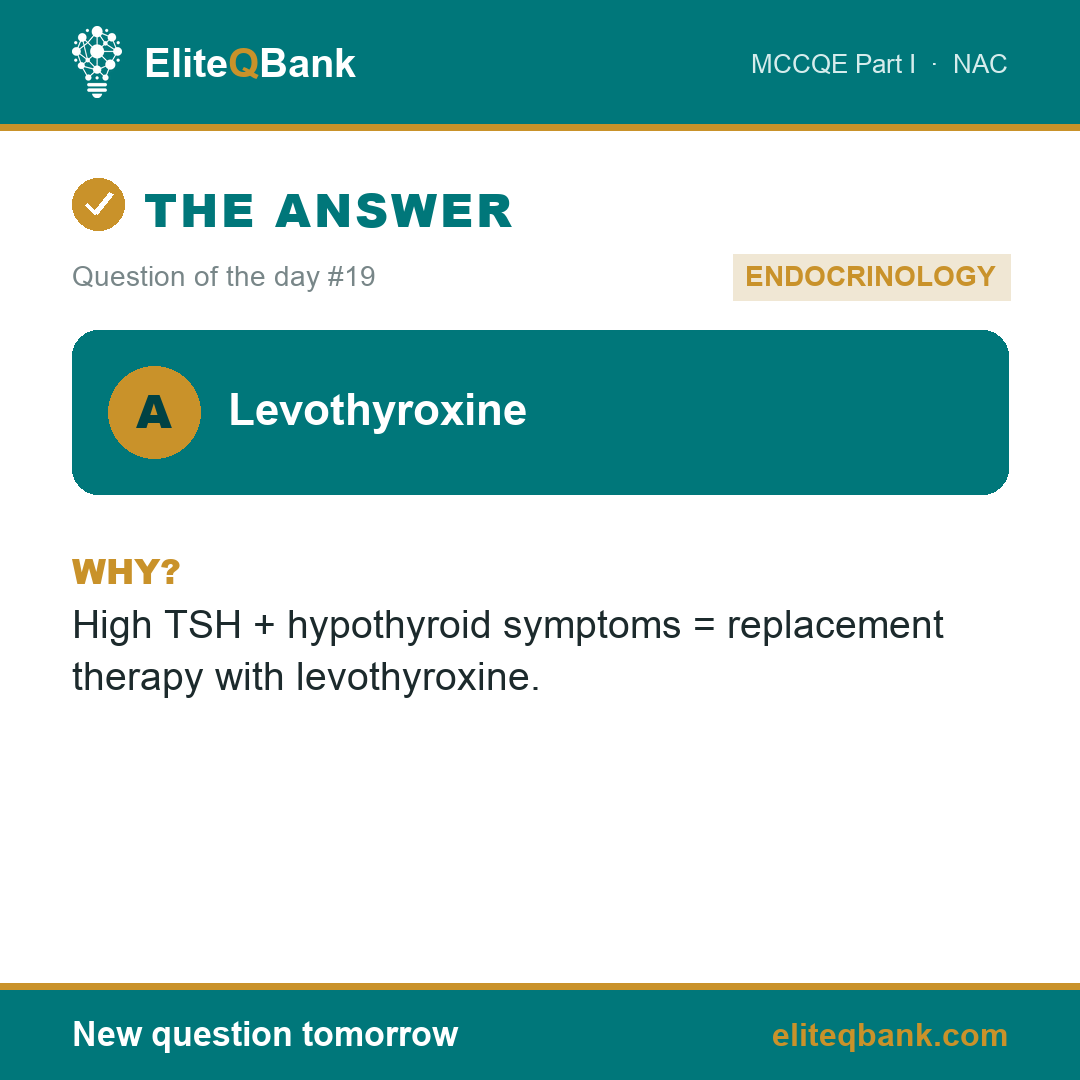 EliteQBank
MCCQE Part I · NAC
THE ANSWER
Question of the day #19
ENDOCRINOLOGY
A
Levothyroxine
WHY?
High TSH + hypothyroid symptoms = replacement
therapy with levothyroxine.
New question tomorrow
eliteqbank.com